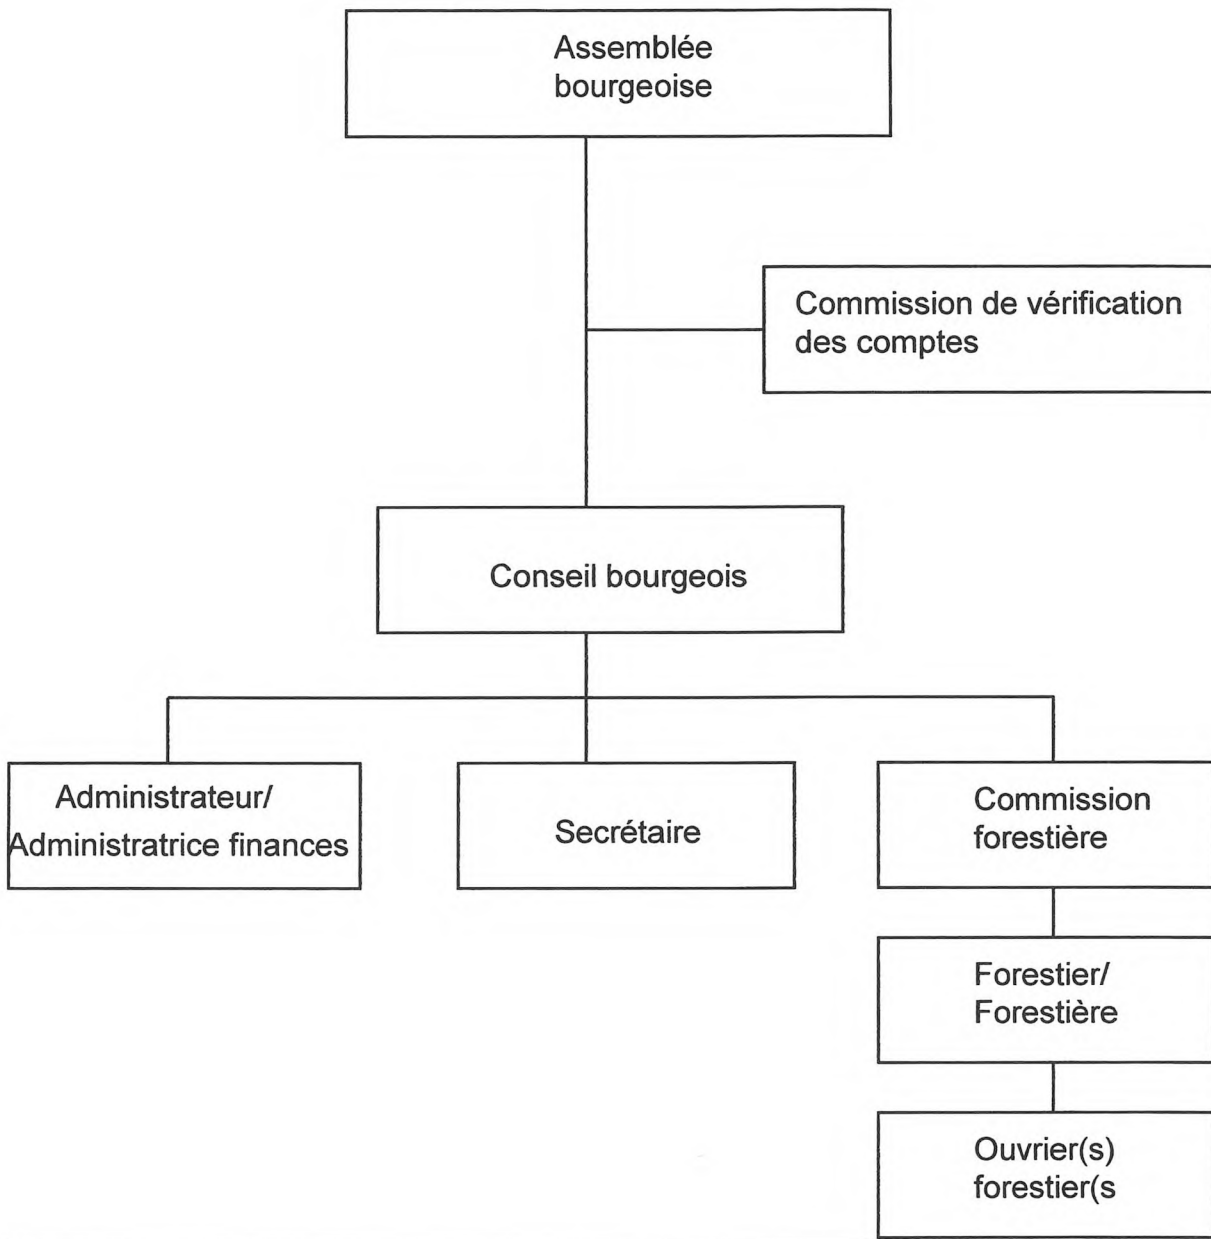 Assemblée
bourgeoise
Commission de vérification
des comptes
Conseil bourgeois
Administrateur/
Administratrice finances
Secrétaire
Commission
forestière
Forestier/
Forestière
Ouvrier(s)
forestier(s